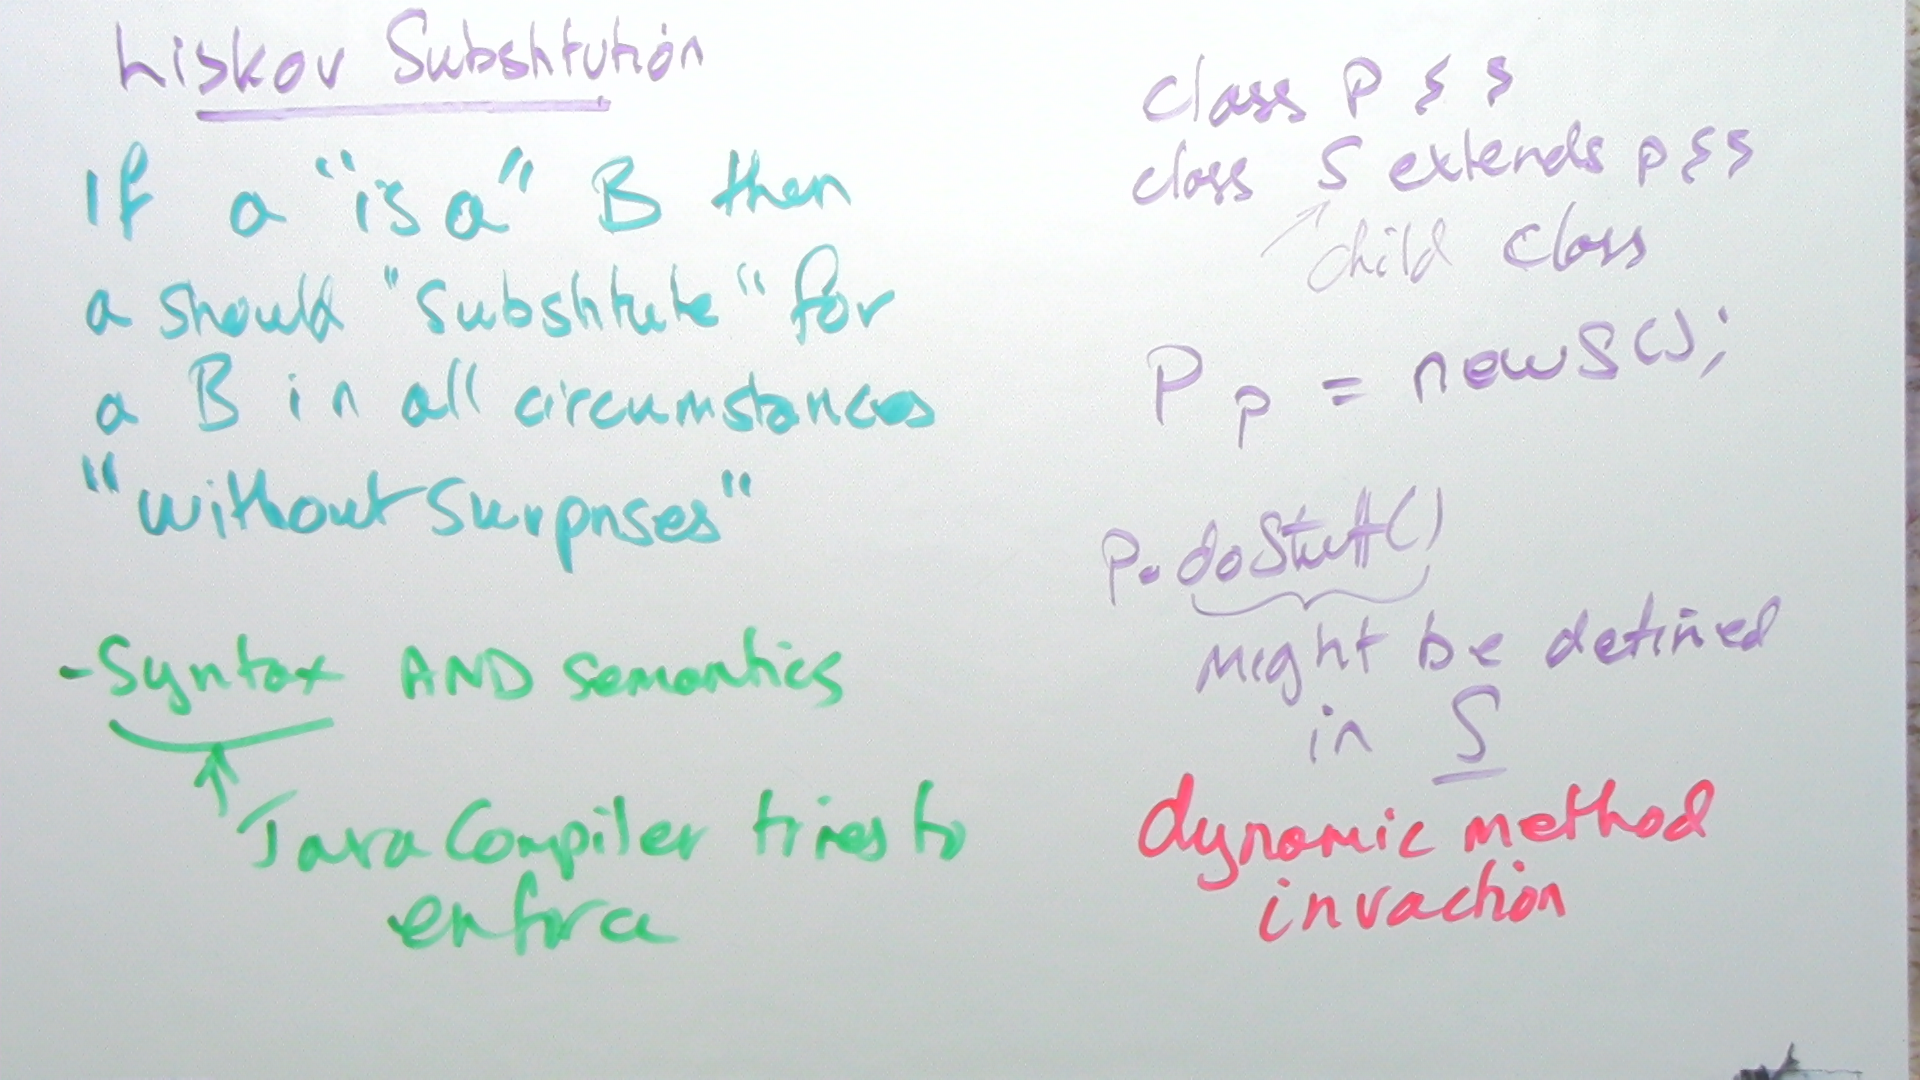 Liskov Substitution
If a "is a" B then
a should "substitute" for
a B in all circumstances
"without surprises"
- Syntax AND semantics
Java Compiler tries to
enforce
class P { }
class S extends P { }
child class
P p = new S();
p.doStuff()
might be defined
in S
dynamic method
invaction